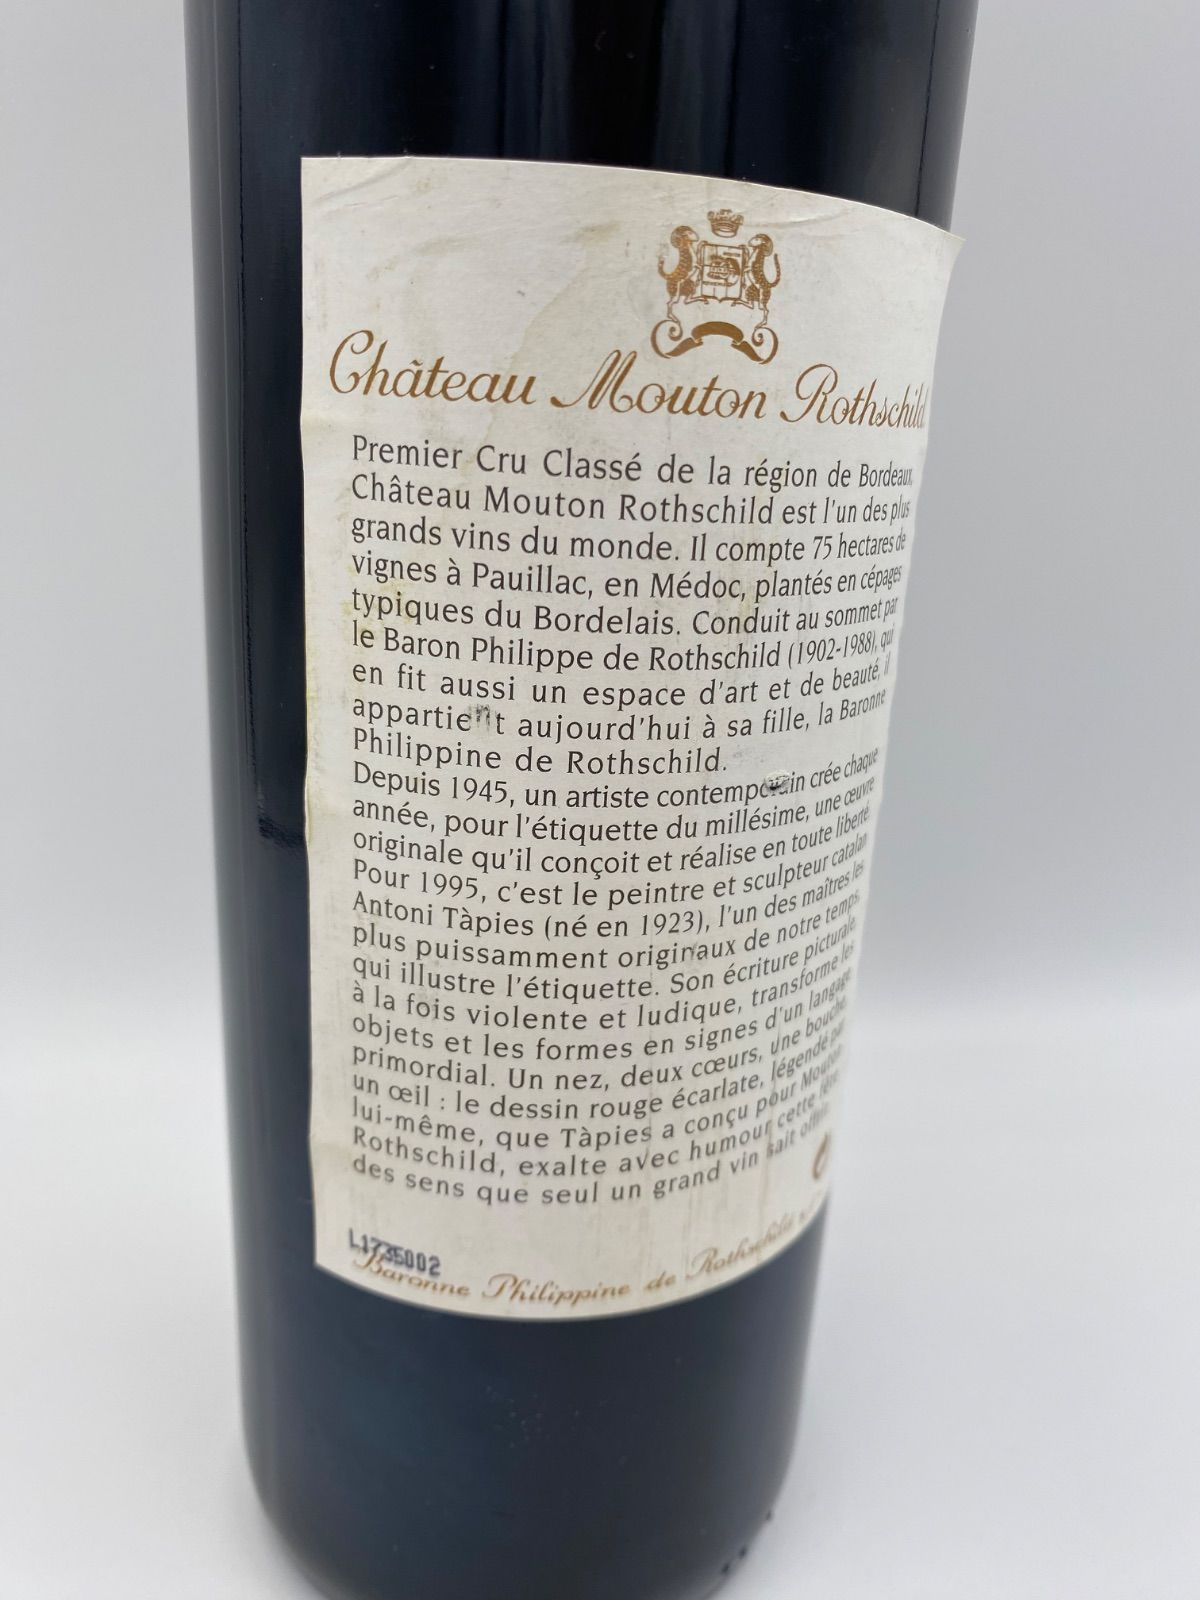 Château Mouton Rothschild
Premier Cru Classé de la région de Bordeaux,
Château Mouton Rothschild est l'un des plus
grands vins du monde. Il compte 75 hectares de
vignes à Pauillac, en Médoc, plantés en cépages
typiques du Bordelais. Conduit au sommet par
le Baron Philippe de Rothschild (1902-1988), qui
en fit aussi un espace d'art et de beauté, il
appartient aujourd'hui à sa fille, la Baronne
Philippine de Rothschild.
Depuis 1945, un artiste contemporain crée chaque
année, pour l'étiquette du millésime, une œuvre
originale qu'il conçoit et réalise en toute liberté.
Pour 1995, c'est le peintre et sculpteur catalan
Antoni Tàpies (né en 1923), l'un des maîtres les
plus puissamment originaux de notre temps,
qui illustre l'étiquette. Son écriture picturale,
à la fois violente et ludique, transforme les
objets et les formes en signes d'un langage
primordial. Un nez, deux cœurs, une bouche,
un œil : le dessin rouge écarlate, légendé par
lui-même, que Tàpies a conçu pour Mouton
Rothschild, exalte avec humour cette fête
des sens que seul un grand vin sait offrir.
L1735002
Baronne Philippine de Rothschild